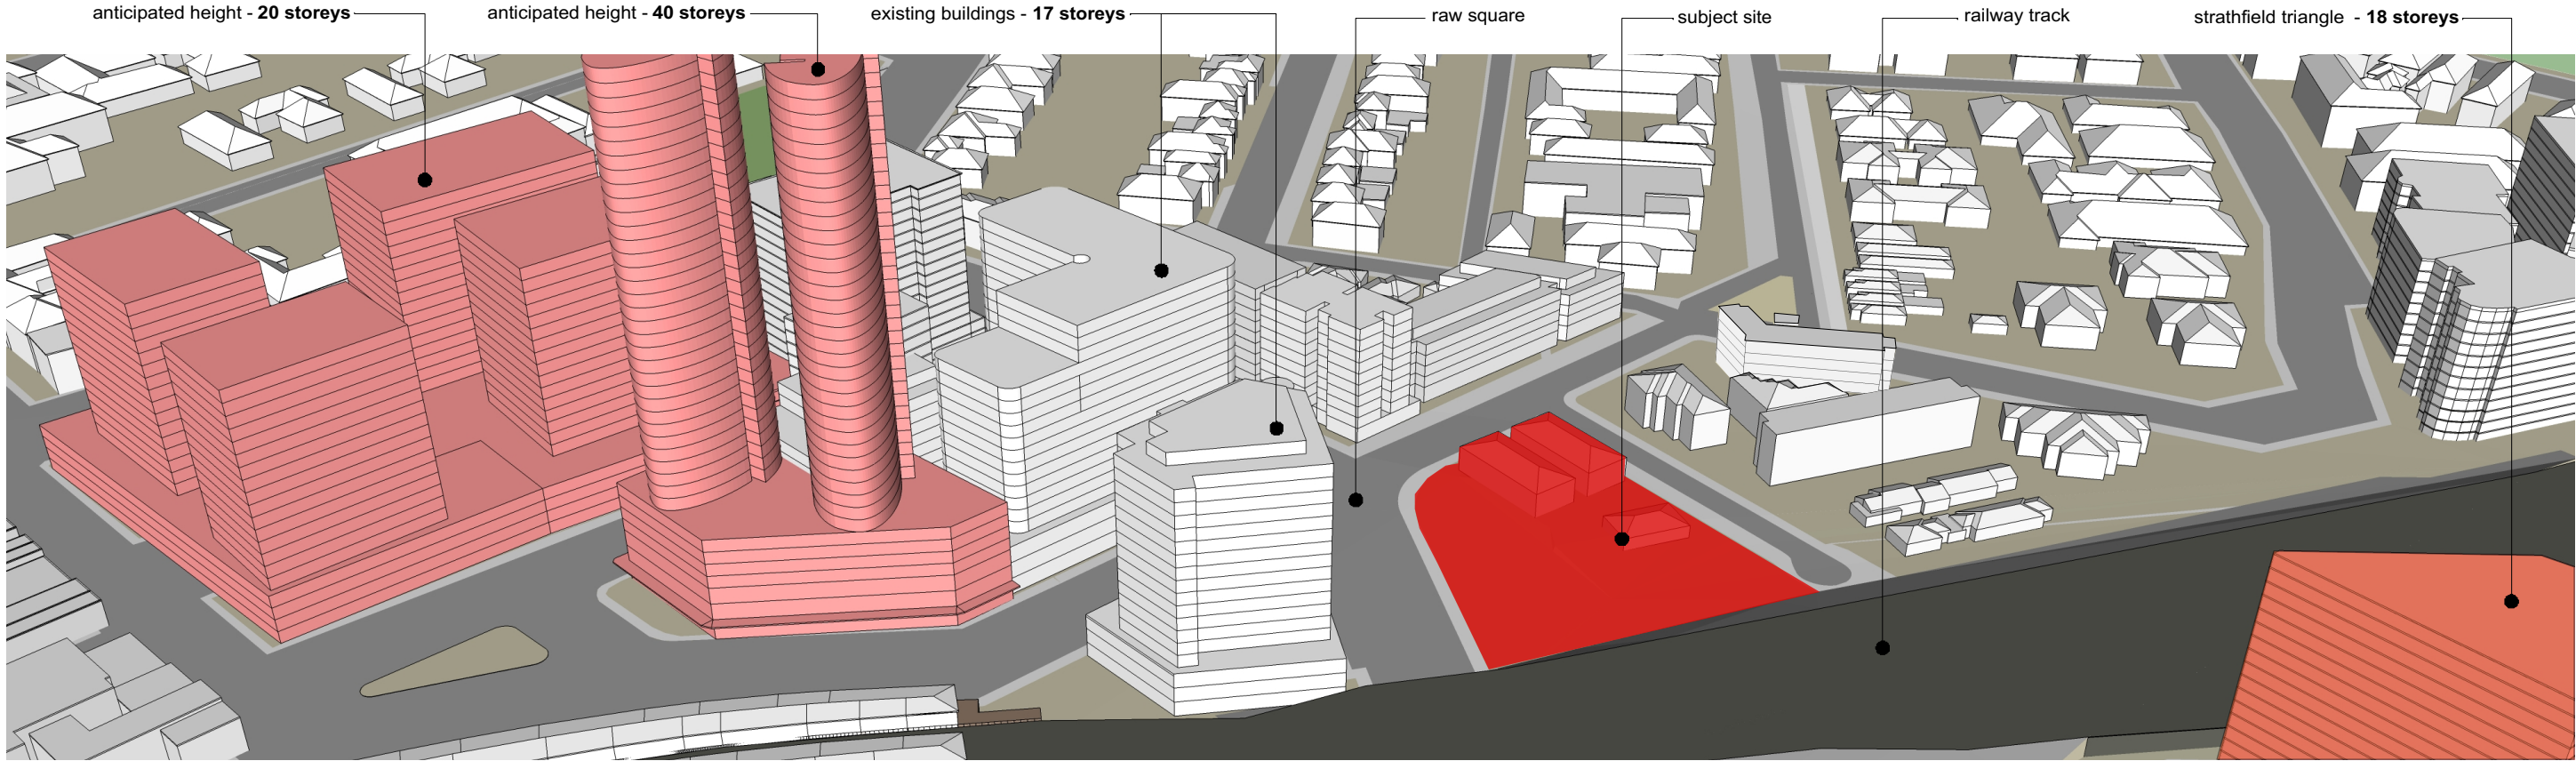 anticipated height - 20 storeys
anticipated height - 40 storeys
existing buildings - 17 storeys
raw square
subject site
railway track
strathfield triangle - 18 storeys